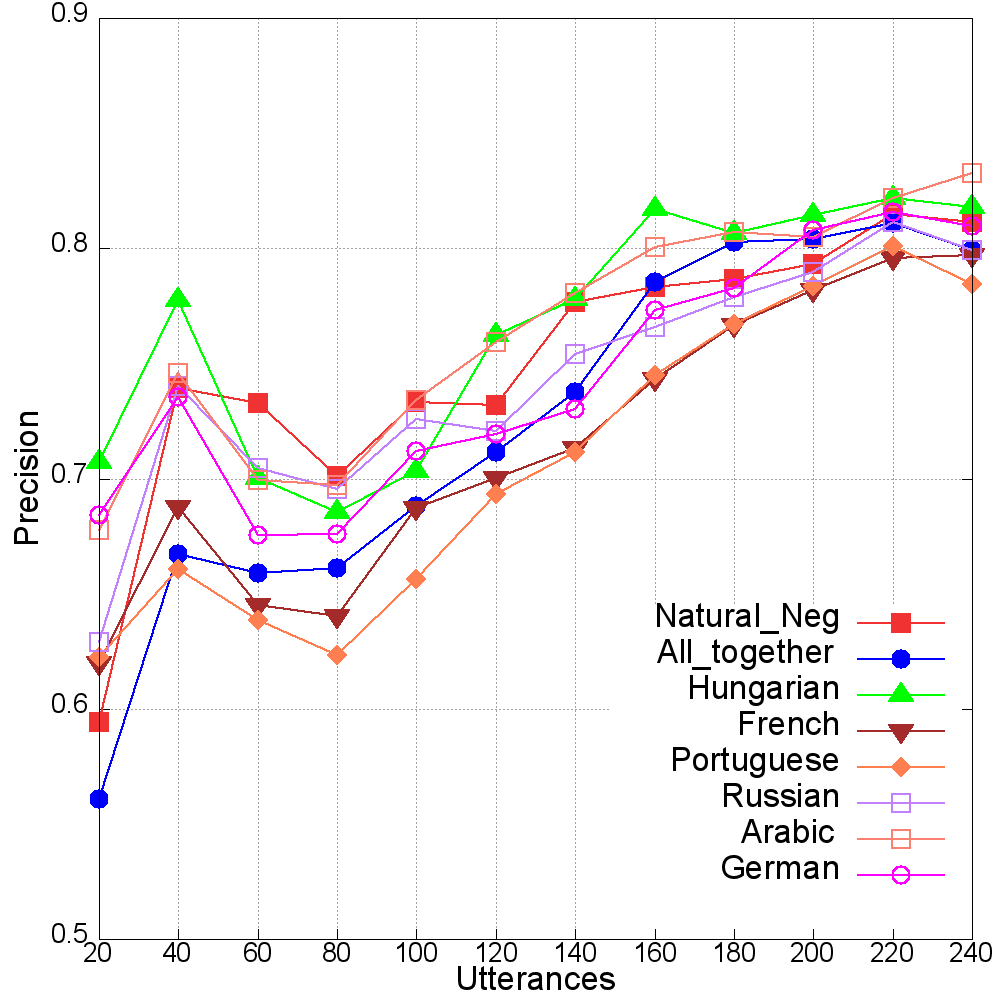 0.9
0.8
0.7
0.6
0.5
Precision
Natural_Neg
All_together
Hungarian
French
Portuguese
Russian
Arabic
German
20 40 60 80 100 120 140 160 180 200 220 240
Utterances